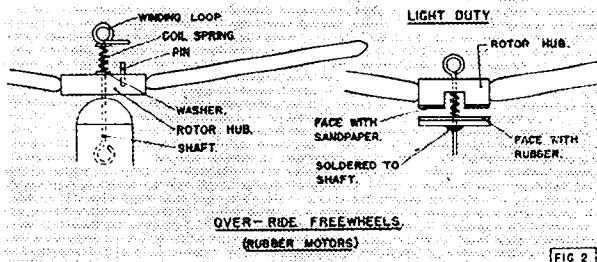 WINDING LOOP.
COIL SPRING
PIN
WASHER.
ROTOR HUB.
SHAFT.
LIGHT DUTY
ROTOR HUB.
FACE WITH
SANDPAPER.
FACE WITH
RUBBER.
SOLDERED TO
SHAFT.
OVER-RIDE FREEWHEELS.
(RUBBER MOTORS)
FIG 2